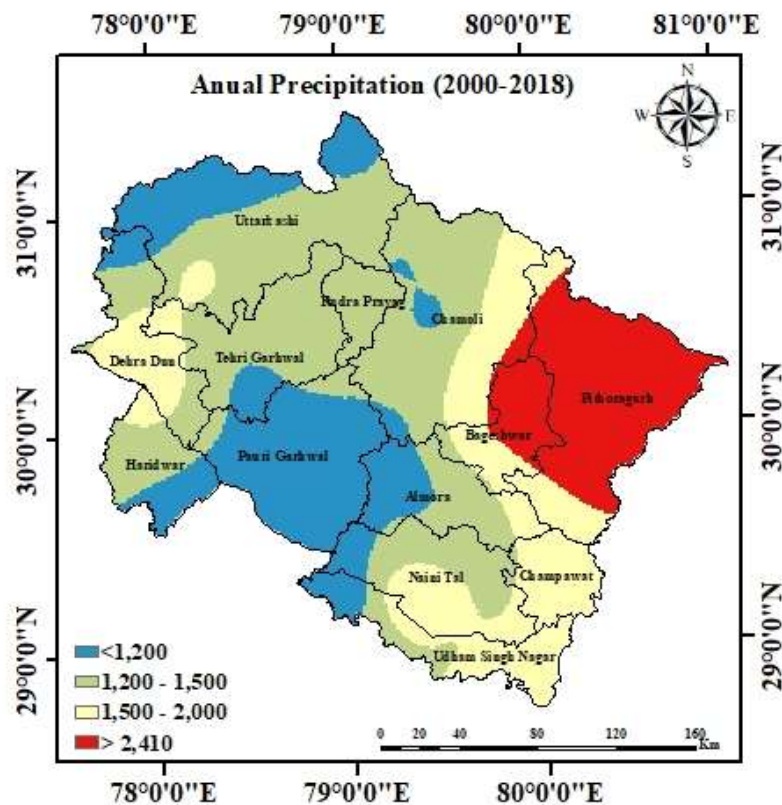 78°0'0"E 79°0'0"E 80°0'0"E 81°0'0"E
Anual Precipitation (2000-2018)
N
W E
S
31°0'0"N
31°0'0"N
Uttarkashi
Rudra Prayag
Chamoli
Dehra Dun
Tehri Garhwal
Pithoragarh
30°0'0"N
30°0'0"N
Bageshwar
Haridwar
Pauri Garhwal
Almora
Naini Tal
Champawat
29°0'0"N
29°0'0"N
Udham Singh Nagar
<1,200
1,200 - 1,500
1,500 - 2,000
> 2,410
0 20 40 80 120 160
Km
78°0'0"E 79°0'0"E 80°0'0"E